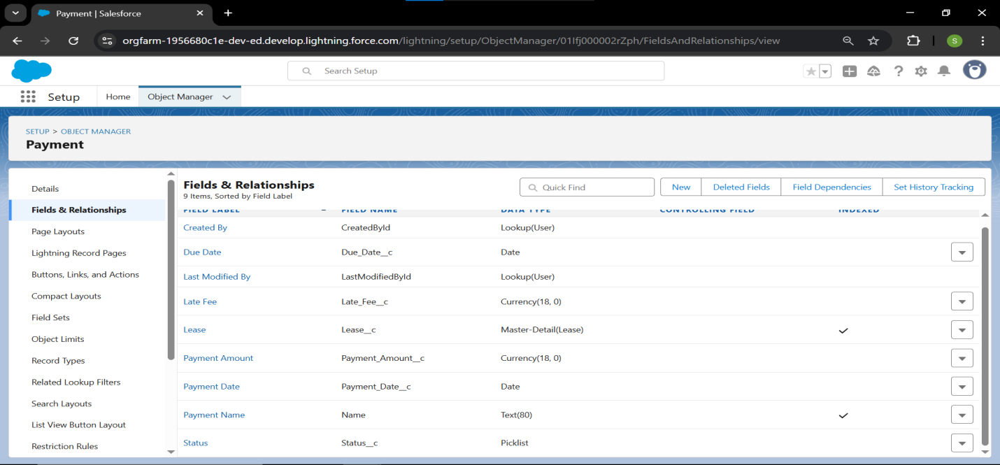 Payment | Salesforce
orgfarm-1956680c1e-dev-ed.develop.lightning.force.com/lightning/setup/ObjectManager/01Ifj000002rZph/FieldsAndRelationships/view
S
Search Setup
Setup
Home
Object Manager
SETUP > OBJECT MANAGER
Payment
Details
Fields & Relationships
Page Layouts
Lightning Record Pages
Buttons, Links, and Actions
Compact Layouts
Field Sets
Object Limits
Record Types
Related Lookup Filters
Search Layouts
List View Button Layout
Restriction Rules
Fields & Relationships
9 Items, Sorted by Field Label
Quick Find
New
Deleted Fields
Field Dependencies
Set History Tracking
FIELD LABEL FIELD NAME DATA TYPE CONTROLLING FIELD INDEXED
Created By CreatedById Lookup(User)
Due Date Due_Date__c Date
Last Modified By LastModifiedById Lookup(User)
Late Fee Late_Fee__c Currency(18, 0)
Lease Lease__c Master-Detail(Lease)
Payment Amount Payment_Amount__c Currency(18, 0)
Payment Date Payment_Date__c Date
Payment Name Name Text(80)
Status Status__c Picklist